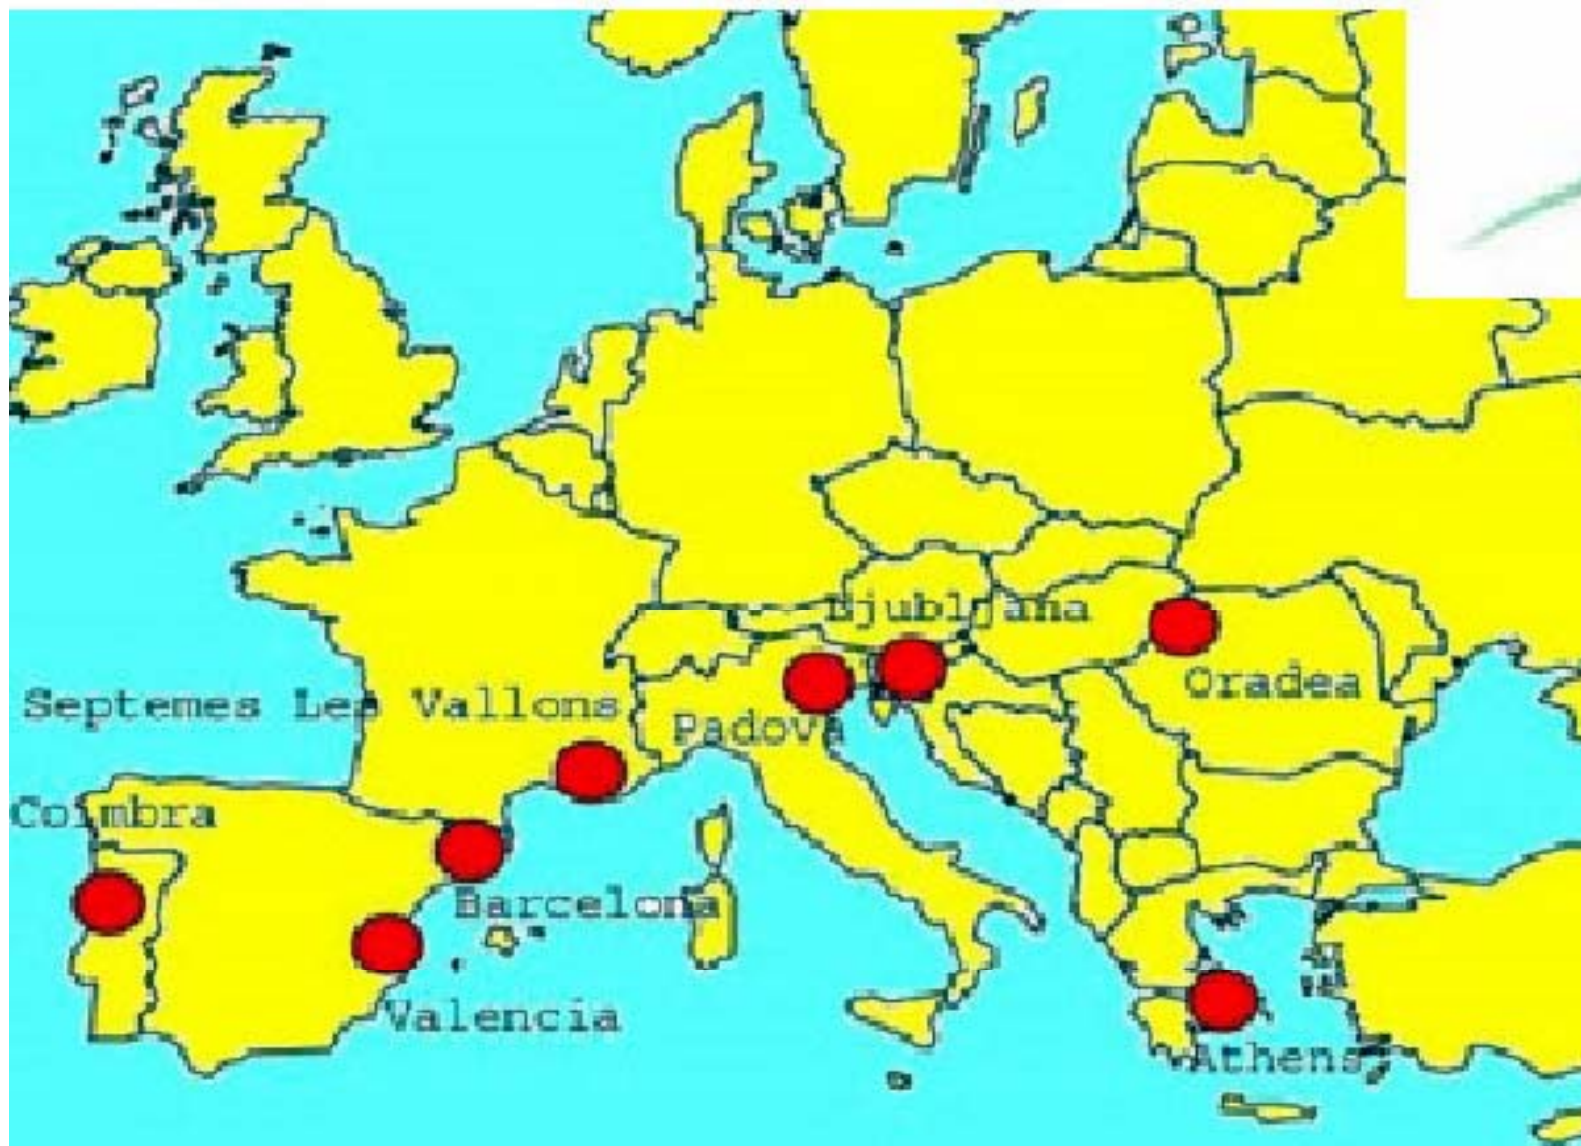 Ljubljana
Oradea
Septemes Les Vallons
Padova
Coimbra
Barcelona
Valencia
Athens